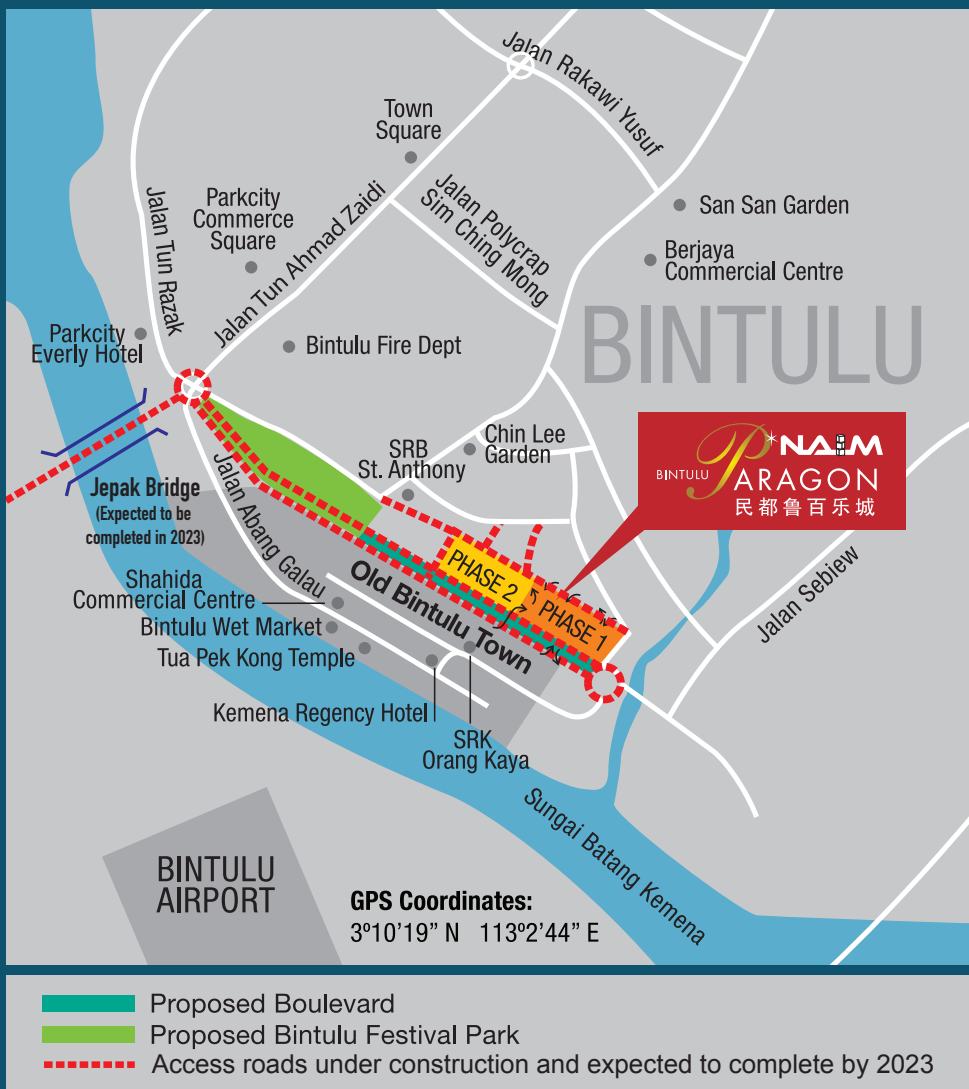 Jalan Rakawi Yusuf
Town
Square
Jalan Tun Razak
Parkcity
Commerce
Square
Jalan Tun Ahmad Zaidi
Jalan Polycrap
Sim Ching Mong
San San Garden
Berjaya
Commercial Centre
BINTULU
Parkcity
Everly Hotel
Bintulu Fire Dept
SRB
St. Anthony
Chin Lee
Garden
NAIM
BINTULU PARAGON
民都鲁百乐城
Jepak Bridge
(Expected to be
completed in 2023)
Jalan Abang Galau
PHASE 2
PHASE 1
Old Bintulu Town
Jalan Sebiew
Shahida
Commercial Centre
Bintulu Wet Market
Tua Pek Kong Temple
Kemena Regency Hotel
SRK
Orang Kaya
Sungai Batang Kemena
BINTULU
AIRPORT
GPS Coordinates:
3º10’19” N 113º2’44” E
Proposed Boulevard
Proposed Bintulu Festival Park
Access roads under construction and expected to complete by 2023